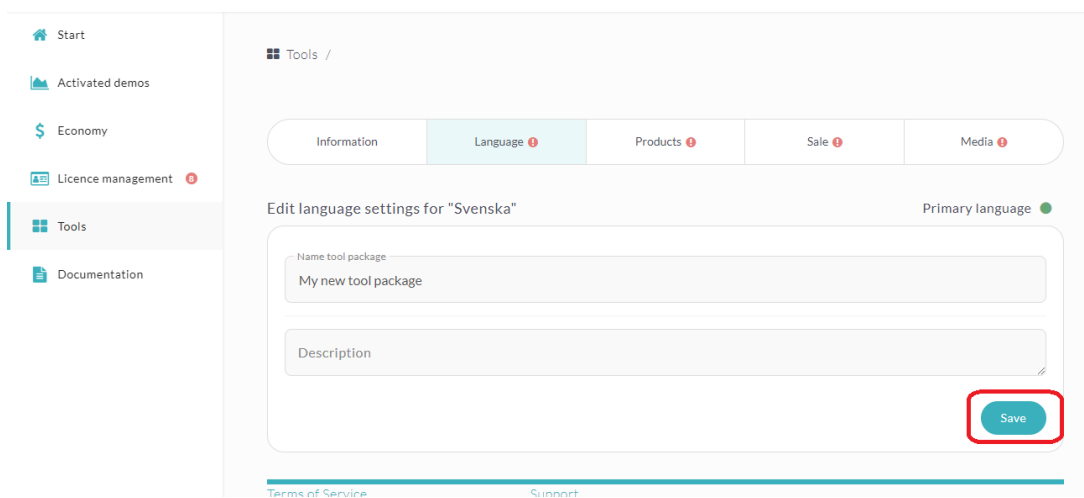 Start
Activated demos
Economy
Licence management 8
Tools
Documentation
Tools /
Information
Language !
Products !
Sale !
Media !
Edit language settings for "Svenska"
Primary language
Name tool package
My new tool package
Description
Save
Terms of Service
Support